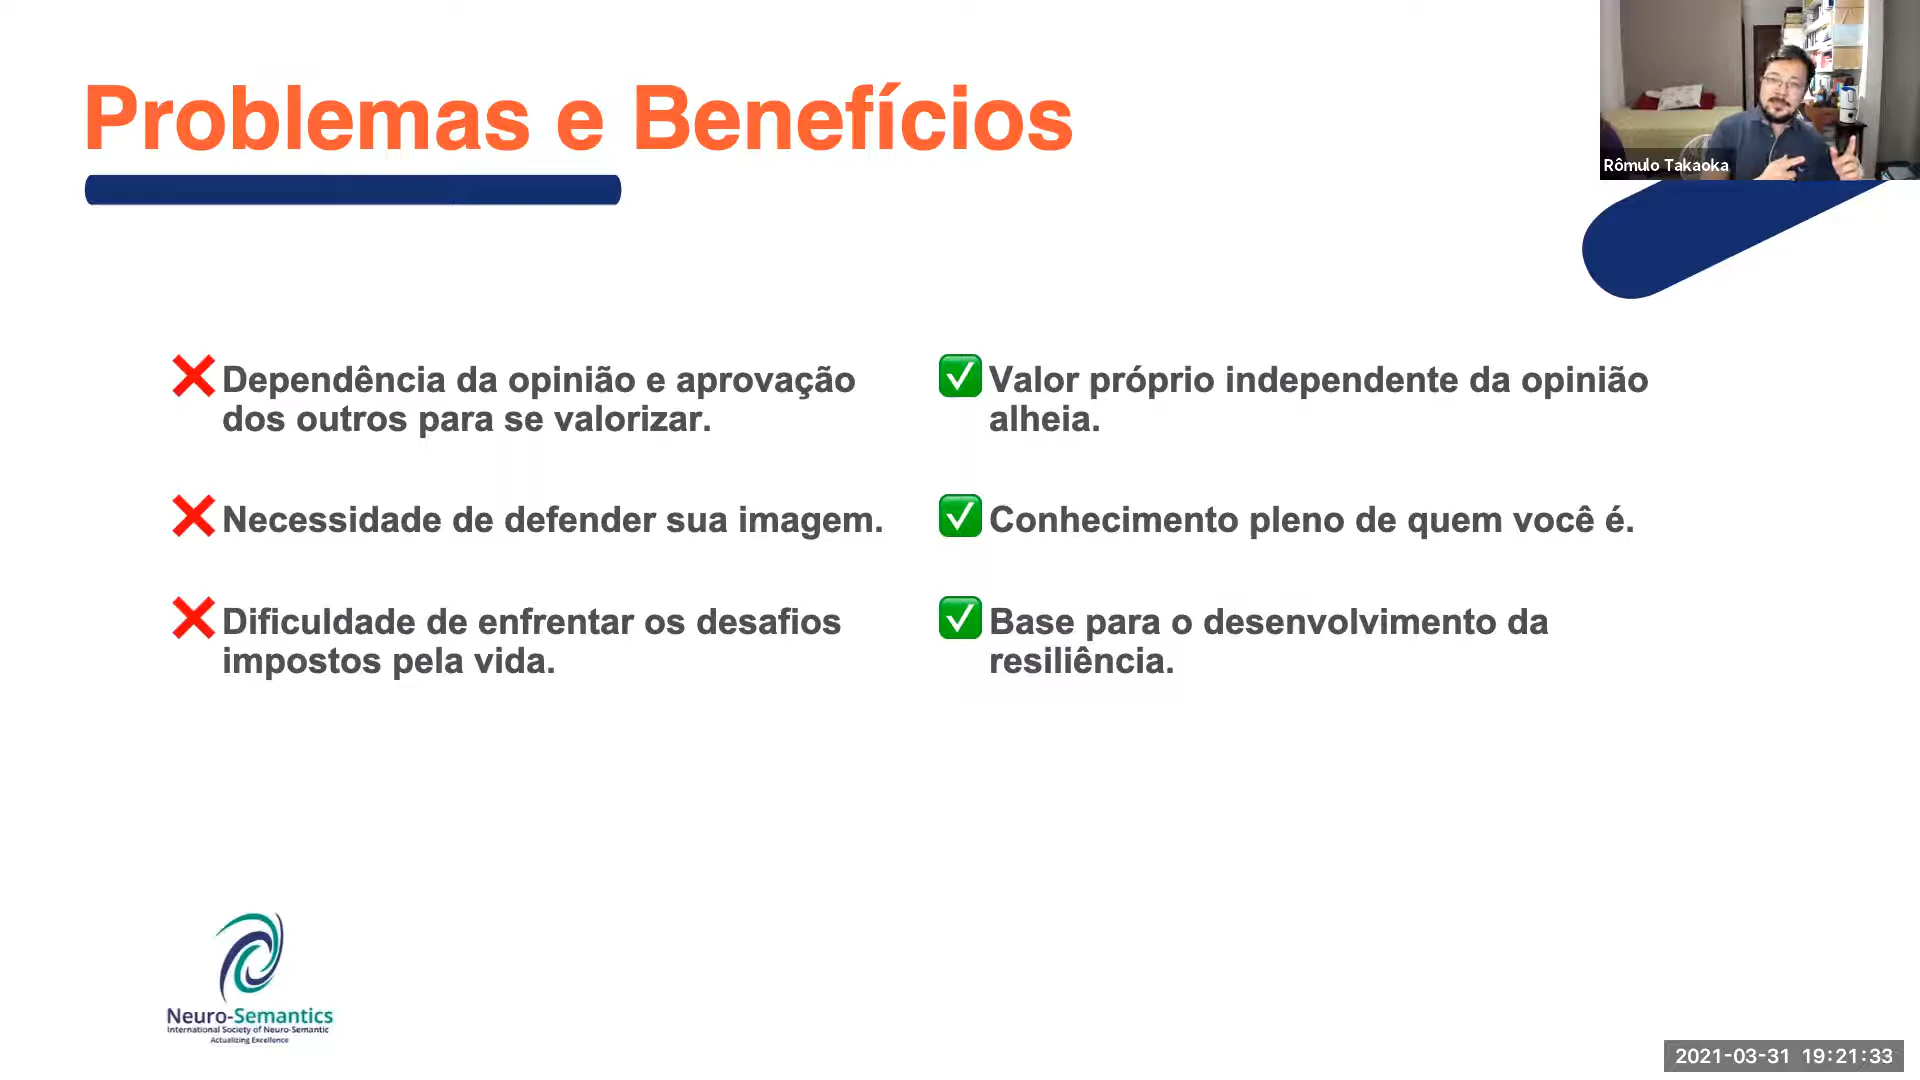 Problemas e Benefícios
Rômulo Takaoka
Dependência da opinião e aprovação
dos outros para se valorizar.
Necessidade de defender sua imagem.
Dificuldade de enfrentar os desafios
impostos pela vida.
Valor próprio independente da opinião
alheia.
Conhecimento pleno de quem você é.
Base para o desenvolvimento da
resiliência.
Neuro-Semantics
International Society of Neuro-Semantic
Actualizing Excellence
2021-03-31 19:21:33